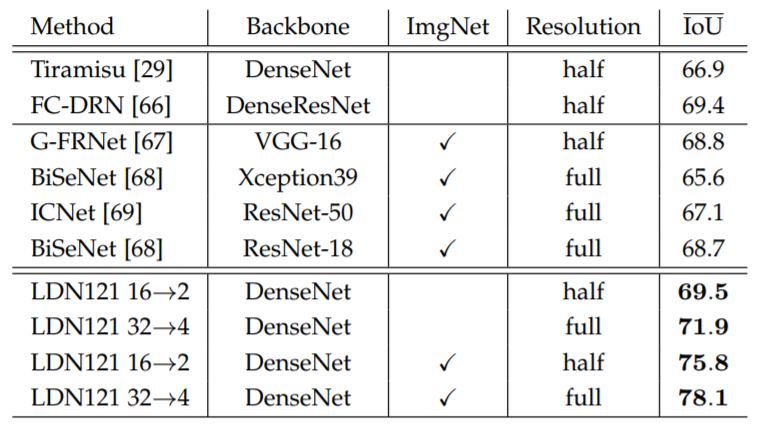 Method Backbone ImgNet Resolution IoU
Tiramisu [29] DenseNet half 66.9
FC-DRN [66] DenseResNet half 69.4
G-FRNet [67] VGG-16 ✓ half 68.8
BiSeNet [68] Xception39 ✓ full 65.6
ICNet [69] ResNet-50 ✓ full 67.1
BiSeNet [68] ResNet-18 ✓ full 68.7
LDN121 16→2 DenseNet half 69.5
LDN121 32→4 DenseNet full 71.9
LDN121 16→2 DenseNet ✓ half 75.8
LDN121 32→4 DenseNet ✓ full 78.1